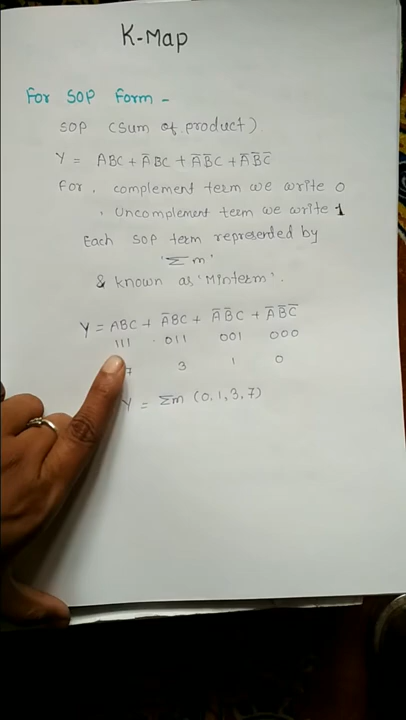 K-Map
For SOP Form -
SOP (Sum of product)
Y = ABC + A̅BC + A̅B̅C + A̅B̅C̅
For, complement term we write 0
, Uncomplement term we write 1
Each SOP term represented by
'Σm'
& known as 'Minterm'.
Y = ABC + A̅BC + A̅B̅C + A̅B̅C̅
111 011 001 000
7 3 1 0
Y = Σm (0,1,3,7)